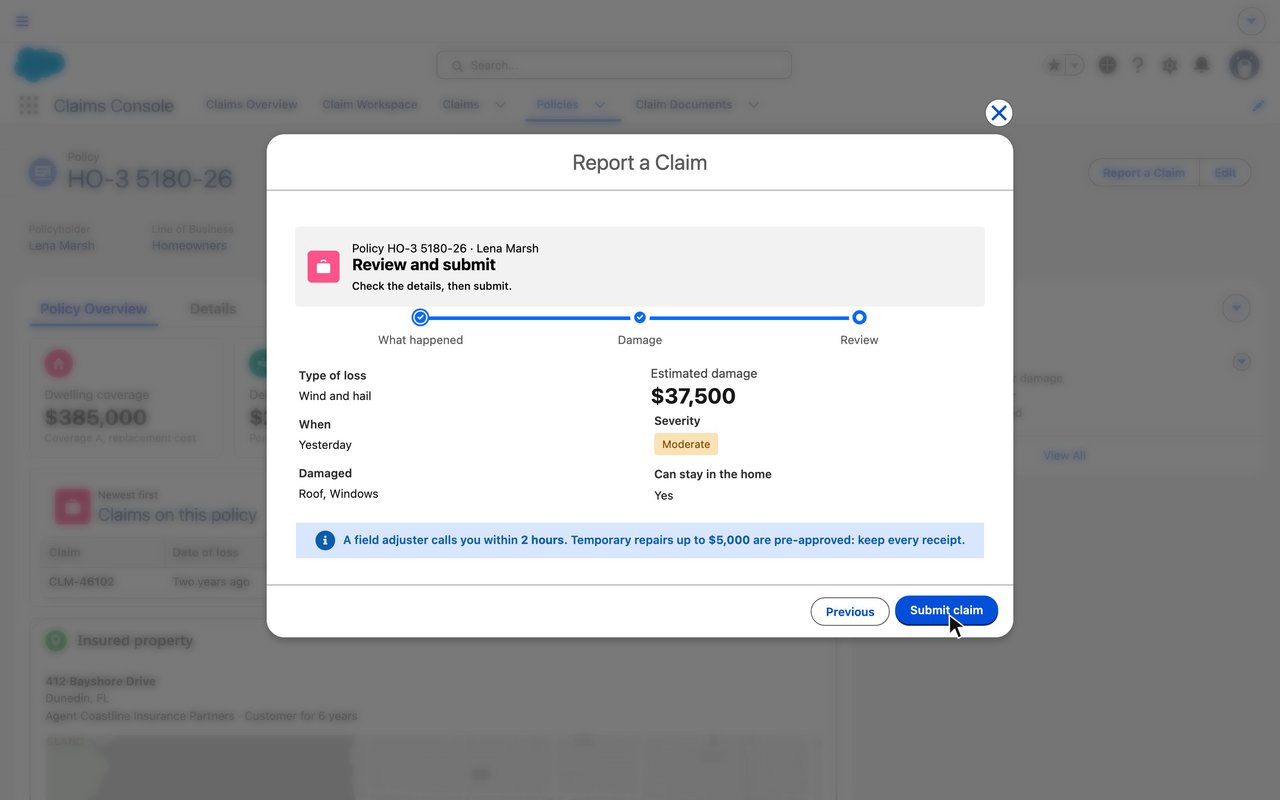 Search...
Claims Console
Claims Overview
Claim Workspace
Claims
Policies
Claim Documents
Policy
HO-3 5180-26
Report a Claim
Edit
Policyholder
Line of Business
Lena Marsh
Homeowners
Report a Claim
Policy HO-3 5180-26 · Lena Marsh
Review and submit
Check the details, then submit.
What happened
Damage
Review
Type of loss
Wind and hail
When
Yesterday
Damaged
Roof, Windows
Estimated damage
$37,500
Severity
Moderate
Can stay in the home
Yes
A field adjuster calls you within 2 hours. Temporary repairs up to $5,000 are pre-approved: keep every receipt.
Previous
Submit claim
Policy Overview
Details
Dwelling coverage
$385,000
Coverage A, replacement cost
damage
View All
Newest first
Claims on this policy
Claim
Date of loss
CLM-46102
Two years ago
Insured property
412 Bayshore Drive
Dunedin, FL
Agent Coastline Insurance Partners · Customer for 6 years